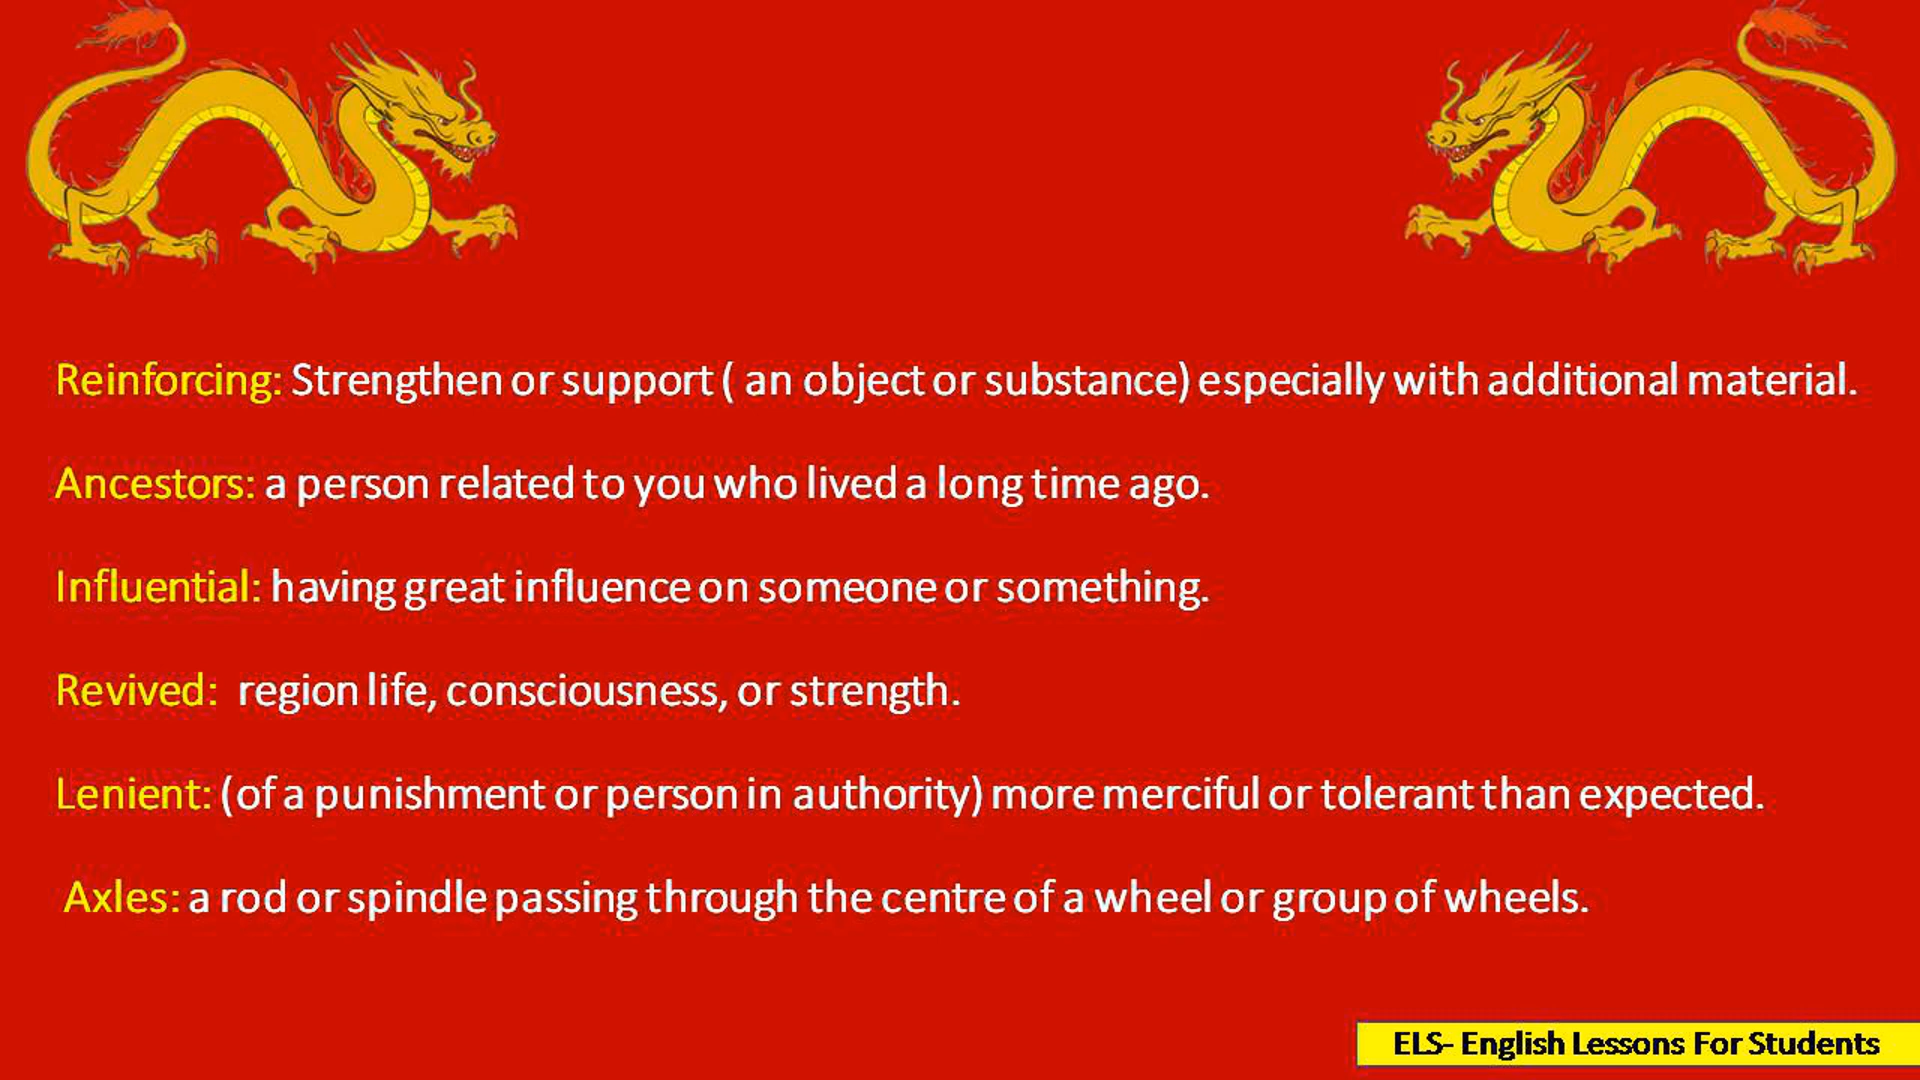 Reinforcing: Strengthen or support ( an object or substance) especially with additional material.
Ancestors: a person related to you who lived a long time ago.
Influential: having great influence on someone or something.
Revived:  region life, consciousness, or strength.
Lenient: (of a punishment or person in authority) more merciful or tolerant than expected.
Axles: a rod or spindle passing through the centre of a wheel or group of wheels.
ELS- English Lessons For Students